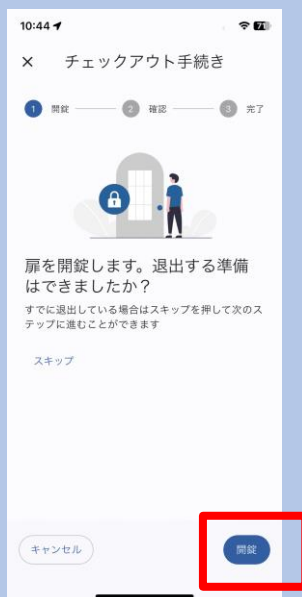 10:44
71
× チェックアウト手続き
1 開錠 2 確認 3 完了
扉を開錠します。退出する準備
はできましたか？
すでに退出している場合はスキップを押して次のス
テップに進むことができます
スキップ
キャンセル 開錠